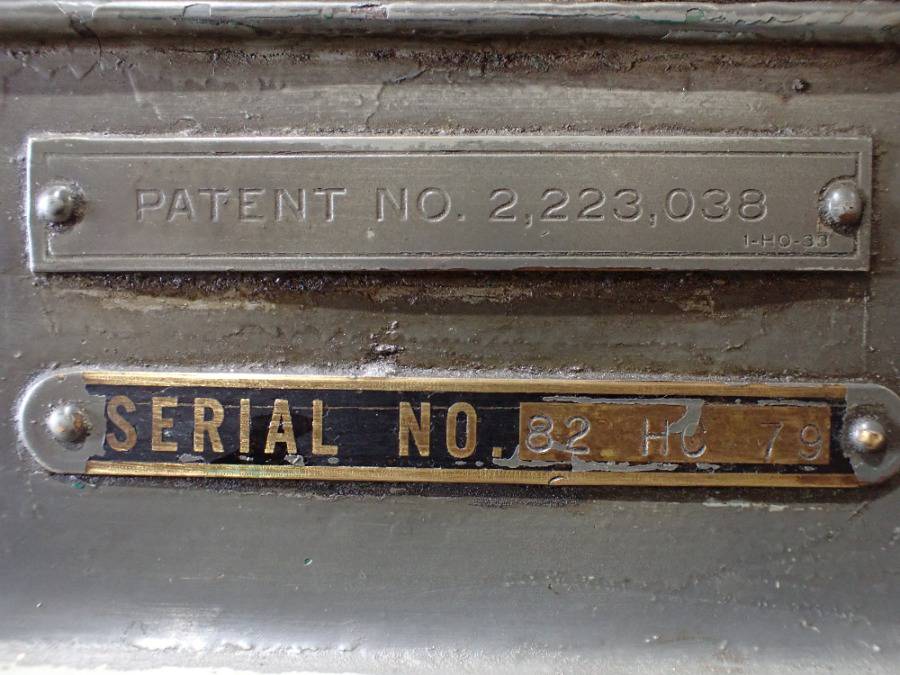 PATENT NO. 2,223,038
1-HO-33
SERIAL NO. 82 HC 79